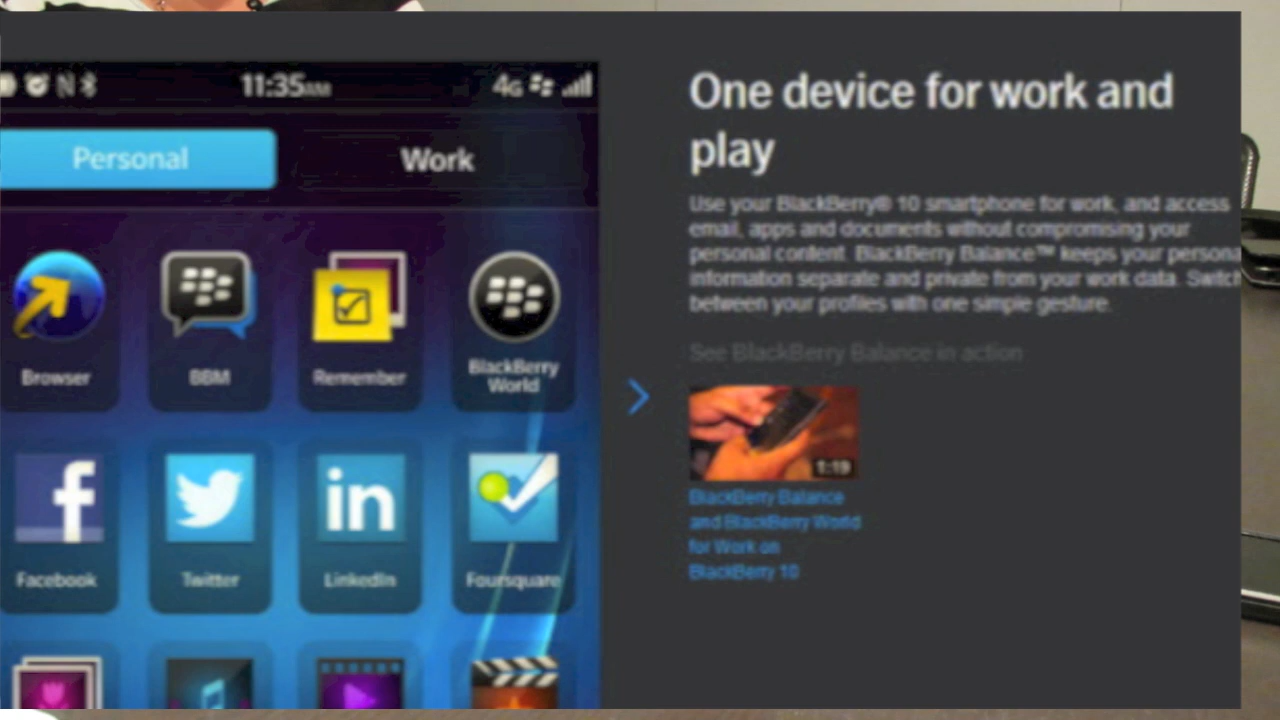 11:35AM
4G
Personal
Work
Browser
BBM
Remember
BlackBerry
World
Facebook
Twitter
LinkedIn
Foursquare
One device for work and
play
Use your BlackBerry® 10 smartphone for work, and access
email, apps and documents without compromising your
personal content. BlackBerry Balance™ keeps your persona
information separate and private from your work data. Switch
between your profiles with one simple gesture.
See BlackBerry Balance in action
1:19
BlackBerry Balance
and BlackBerry World
for Work on
BlackBerry 10